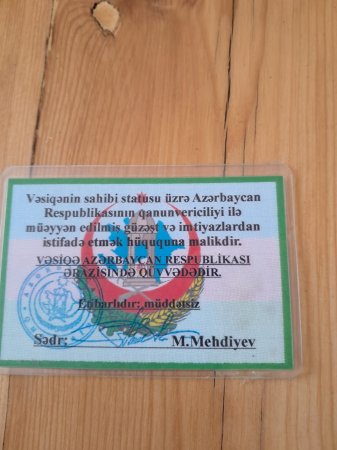 Vəsiqənin sahibi statusu üzrə Azərbaycan
Respublikasının qanunvericiliyi ilə
müəyyən edilmiş güzəşt və imtiyazlardan
istifadə etmək hüququna malikdir.
VƏSİQƏ AZƏRBAYCAN RESPUBLİKASI
ƏRAZİSİNDƏ QÜVVƏDƏDİR.
Etibarlıdır: müddətsiz
Sədr:
M.Mehdiyev